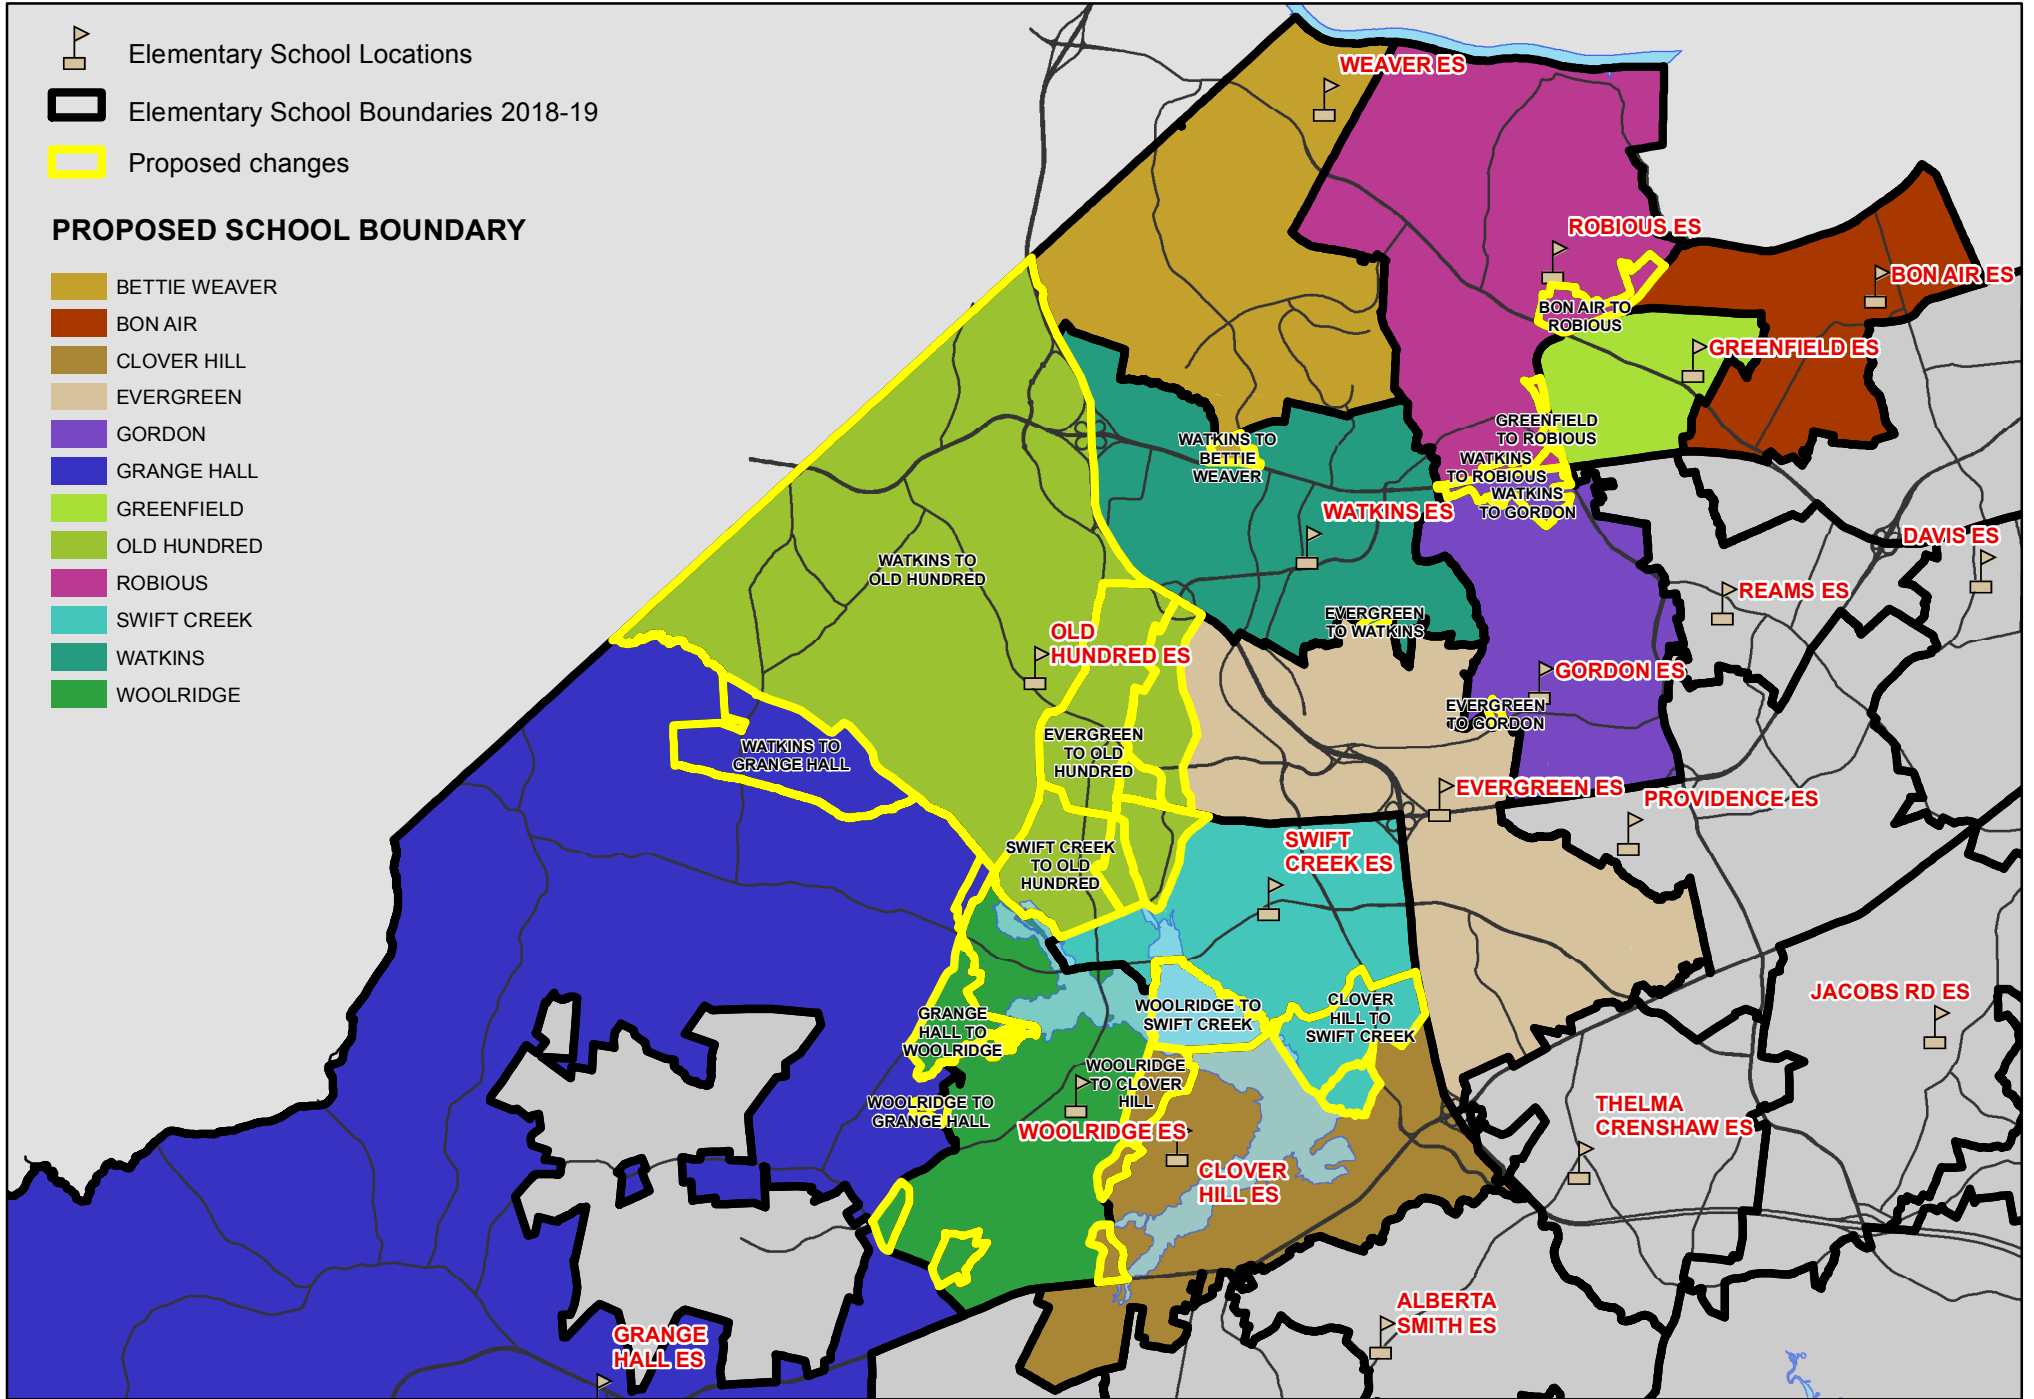 Elementary School Locations
Elementary School Boundaries 2018-19
Proposed changes
PROPOSED SCHOOL BOUNDARY
BETTIE WEAVER
BON AIR
CLOVER HILL
EVERGREEN
GORDON
GRANGE HALL
GREENFIELD
OLD HUNDRED
ROBIOUS
SWIFT CREEK
WATKINS
WOOLRIDGE
WEAVER ES
ROBIOUS ES
BON AIR ES
BON AIR TO
ROBIOUS
GREENFIELD ES
GREENFIELD
TO ROBIOUS
WATKINS TO
BETTIE
WEAVER
WATKINS
TO ROBIOUS
WATKINS
TO GORDON
WATKINS ES
DAVIS ES
WATKINS TO
OLD HUNDRED
REAMS ES
EVERGREEN
TO WATKINS
OLD
HUNDRED ES
GORDON ES
EVERGREEN
TO GORDON
WATKINS TO
GRANGE HALL
EVERGREEN
TO OLD
HUNDRED
EVERGREEN ES
PROVIDENCE ES
SWIFT
CREEK ES
SWIFT CREEK
TO OLD
HUNDRED
JACOBS RD ES
GRANGE
HALL TO
WOOLRIDGE
WOOLRIDGE TO
SWIFT CREEK
CLOVER
HILL TO
SWIFT CREEK
WOOLRIDGE
TO CLOVER
HILL
WOOLRIDGE TO
GRANGE HALL
WOOLRIDGE ES
THELMA
CRENSHAW ES
CLOVER
HILL ES
ALBERTA
SMITH ES
GRANGE
HALL ES